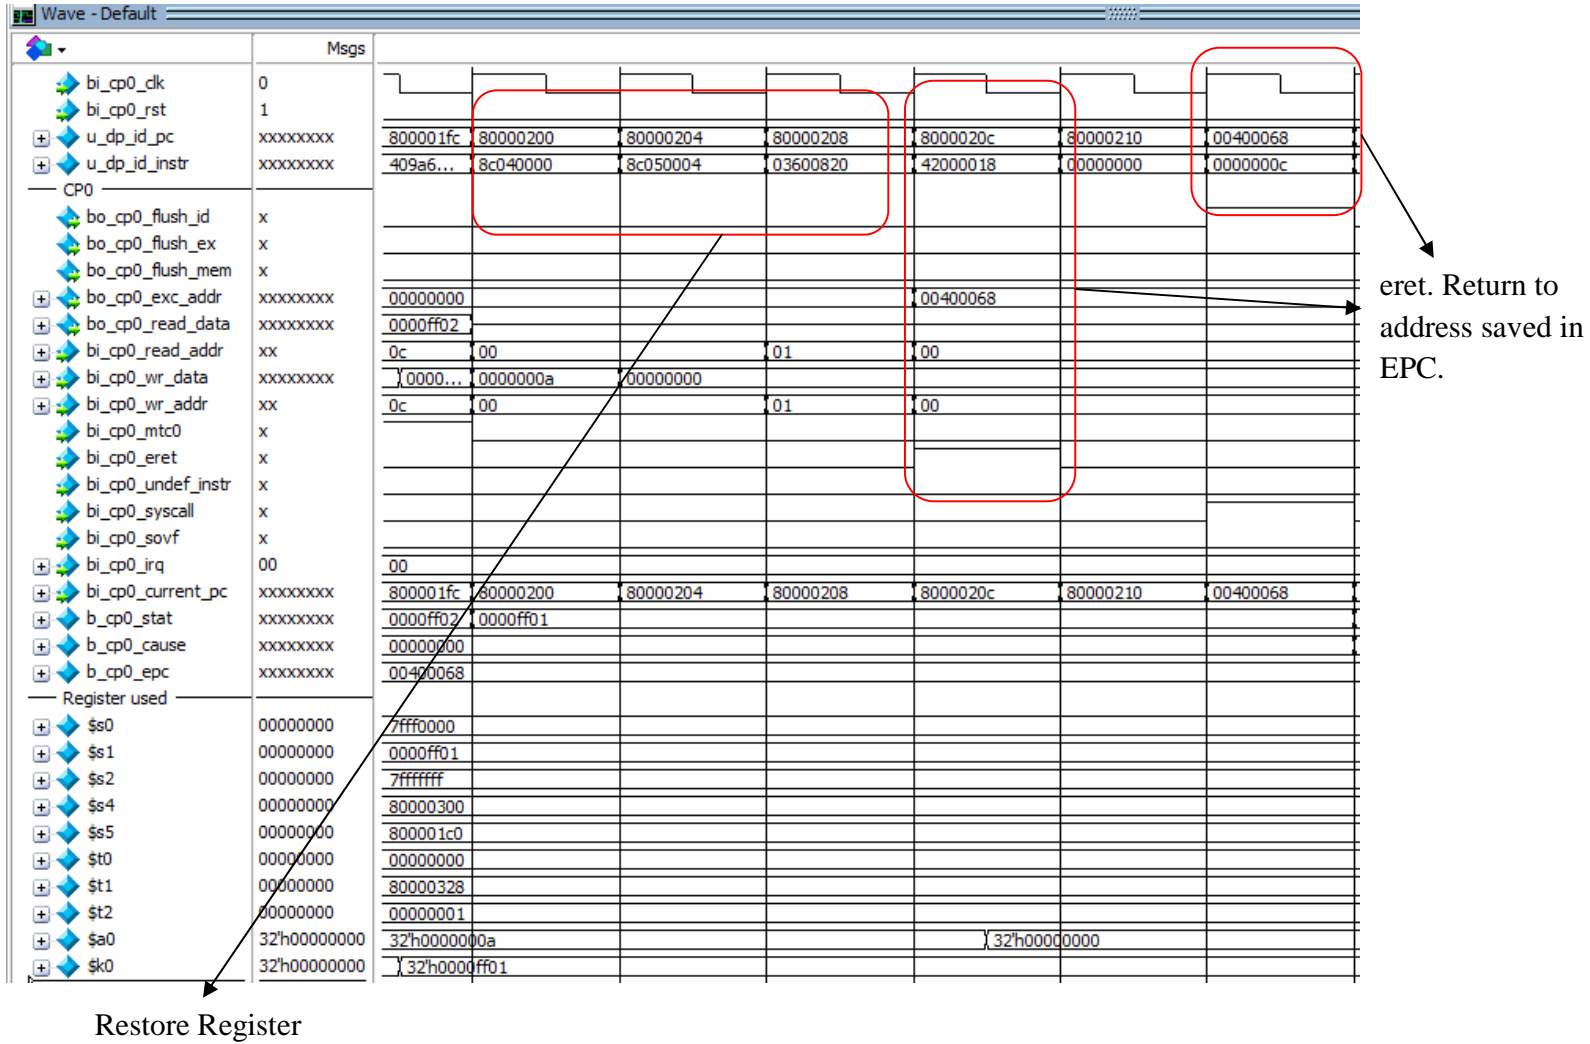 Wave - Default
Msgs
bi_cp0_clk 0
bi_cp0_rst 1
u_dp_id_pc xxxxxxxx 800001fc 80000200 80000204 80000208 8000020c 80000210 00400068
u_dp_id_instr xxxxxxxx 409a6... 8c040000 8c050004 03600820 42000018 00000000 0000000c
CP0
bo_cp0_flush_id x
bo_cp0_flush_ex x
bo_cp0_flush_mem x
bo_cp0_exc_addr xxxxxxxx 00000000 00400068
bo_cp0_read_data xxxxxxxx 0000ff02
bi_cp0_read_addr xx 0c 00 01 00
bi_cp0_wr_data xxxxxxxx 0000... 0000000a 00000000
bi_cp0_wr_addr xx 0c 00 01 00
bi_cp0_mtc0 x
bi_cp0_eret x
bi_cp0_undef_instr x
bi_cp0_syscall x
bi_cp0_sovf x
bi_cp0_irq 00 00
bi_cp0_current_pc xxxxxxxx 800001fc 80000200 80000204 80000208 8000020c 80000210 00400068
b_cp0_stat xxxxxxxx 0000ff02 0000ff01
b_cp0_cause xxxxxxxx 00000000
b_cp0_epc xxxxxxxx 00400068
Register used
$s0 00000000 7fff0000
$s1 00000000 0000ff01
$s2 00000000 7fffffff
$s4 00000000 80000300
$s5 00000000 800001c0
$t0 00000000 00000000
$t1 00000000 80000328
$t2 00000000 00000001
$a0 32'h00000000 32'h0000000a 32'h00000000
$k0 32'h00000000 32'h0000ff01
eret. Return to
address saved in
EPC.
Restore Register